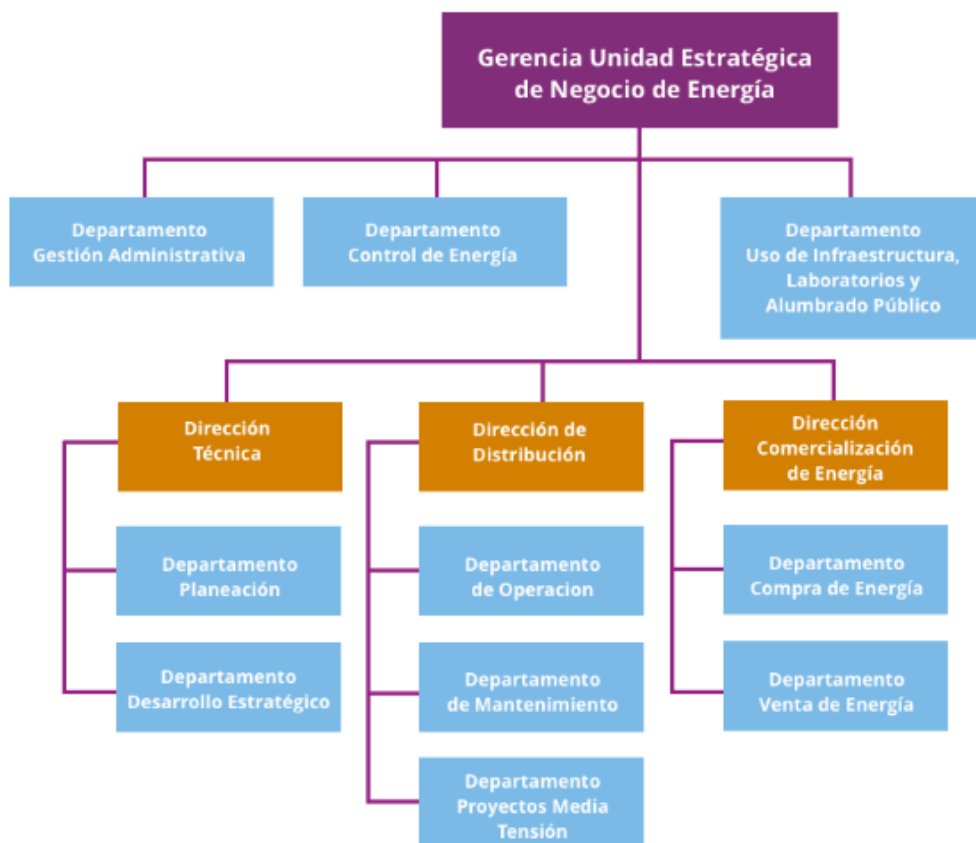 Gerencia Unidad Estratégica
de Negocio de Energía
Departamento
Gestión Administrativa
Departamento
Control de Energía
Departamento
Uso de Infraestructura,
Laboratorios y
Alumbrado Público
Dirección
Técnica
Dirección de
Distribución
Dirección
Comercialización
de Energía
Departamento
Planeación
Departamento
de Operacion
Departamento
Compra de Energía
Departamento
Desarrollo Estratégico
Departamento
de Mantenimiento
Departamento
Venta de Energía
Departamento
Proyectos Media
Tensión